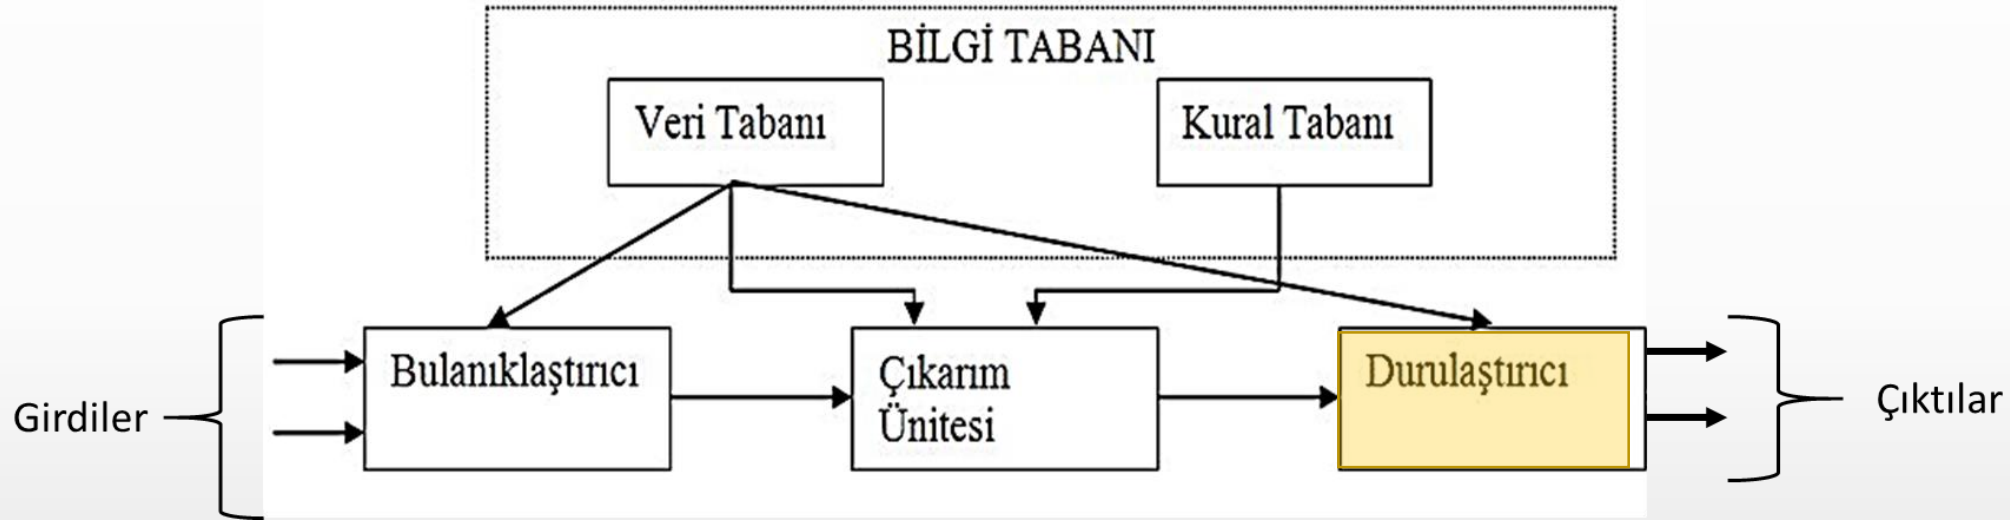 BİLGİ TABANI
Veri Tabanı
Kural Tabanı
Girdiler
Bulanıklaştırıcı
Çıkarım
Ünitesi
Durulaştırıcı
Çıktılar